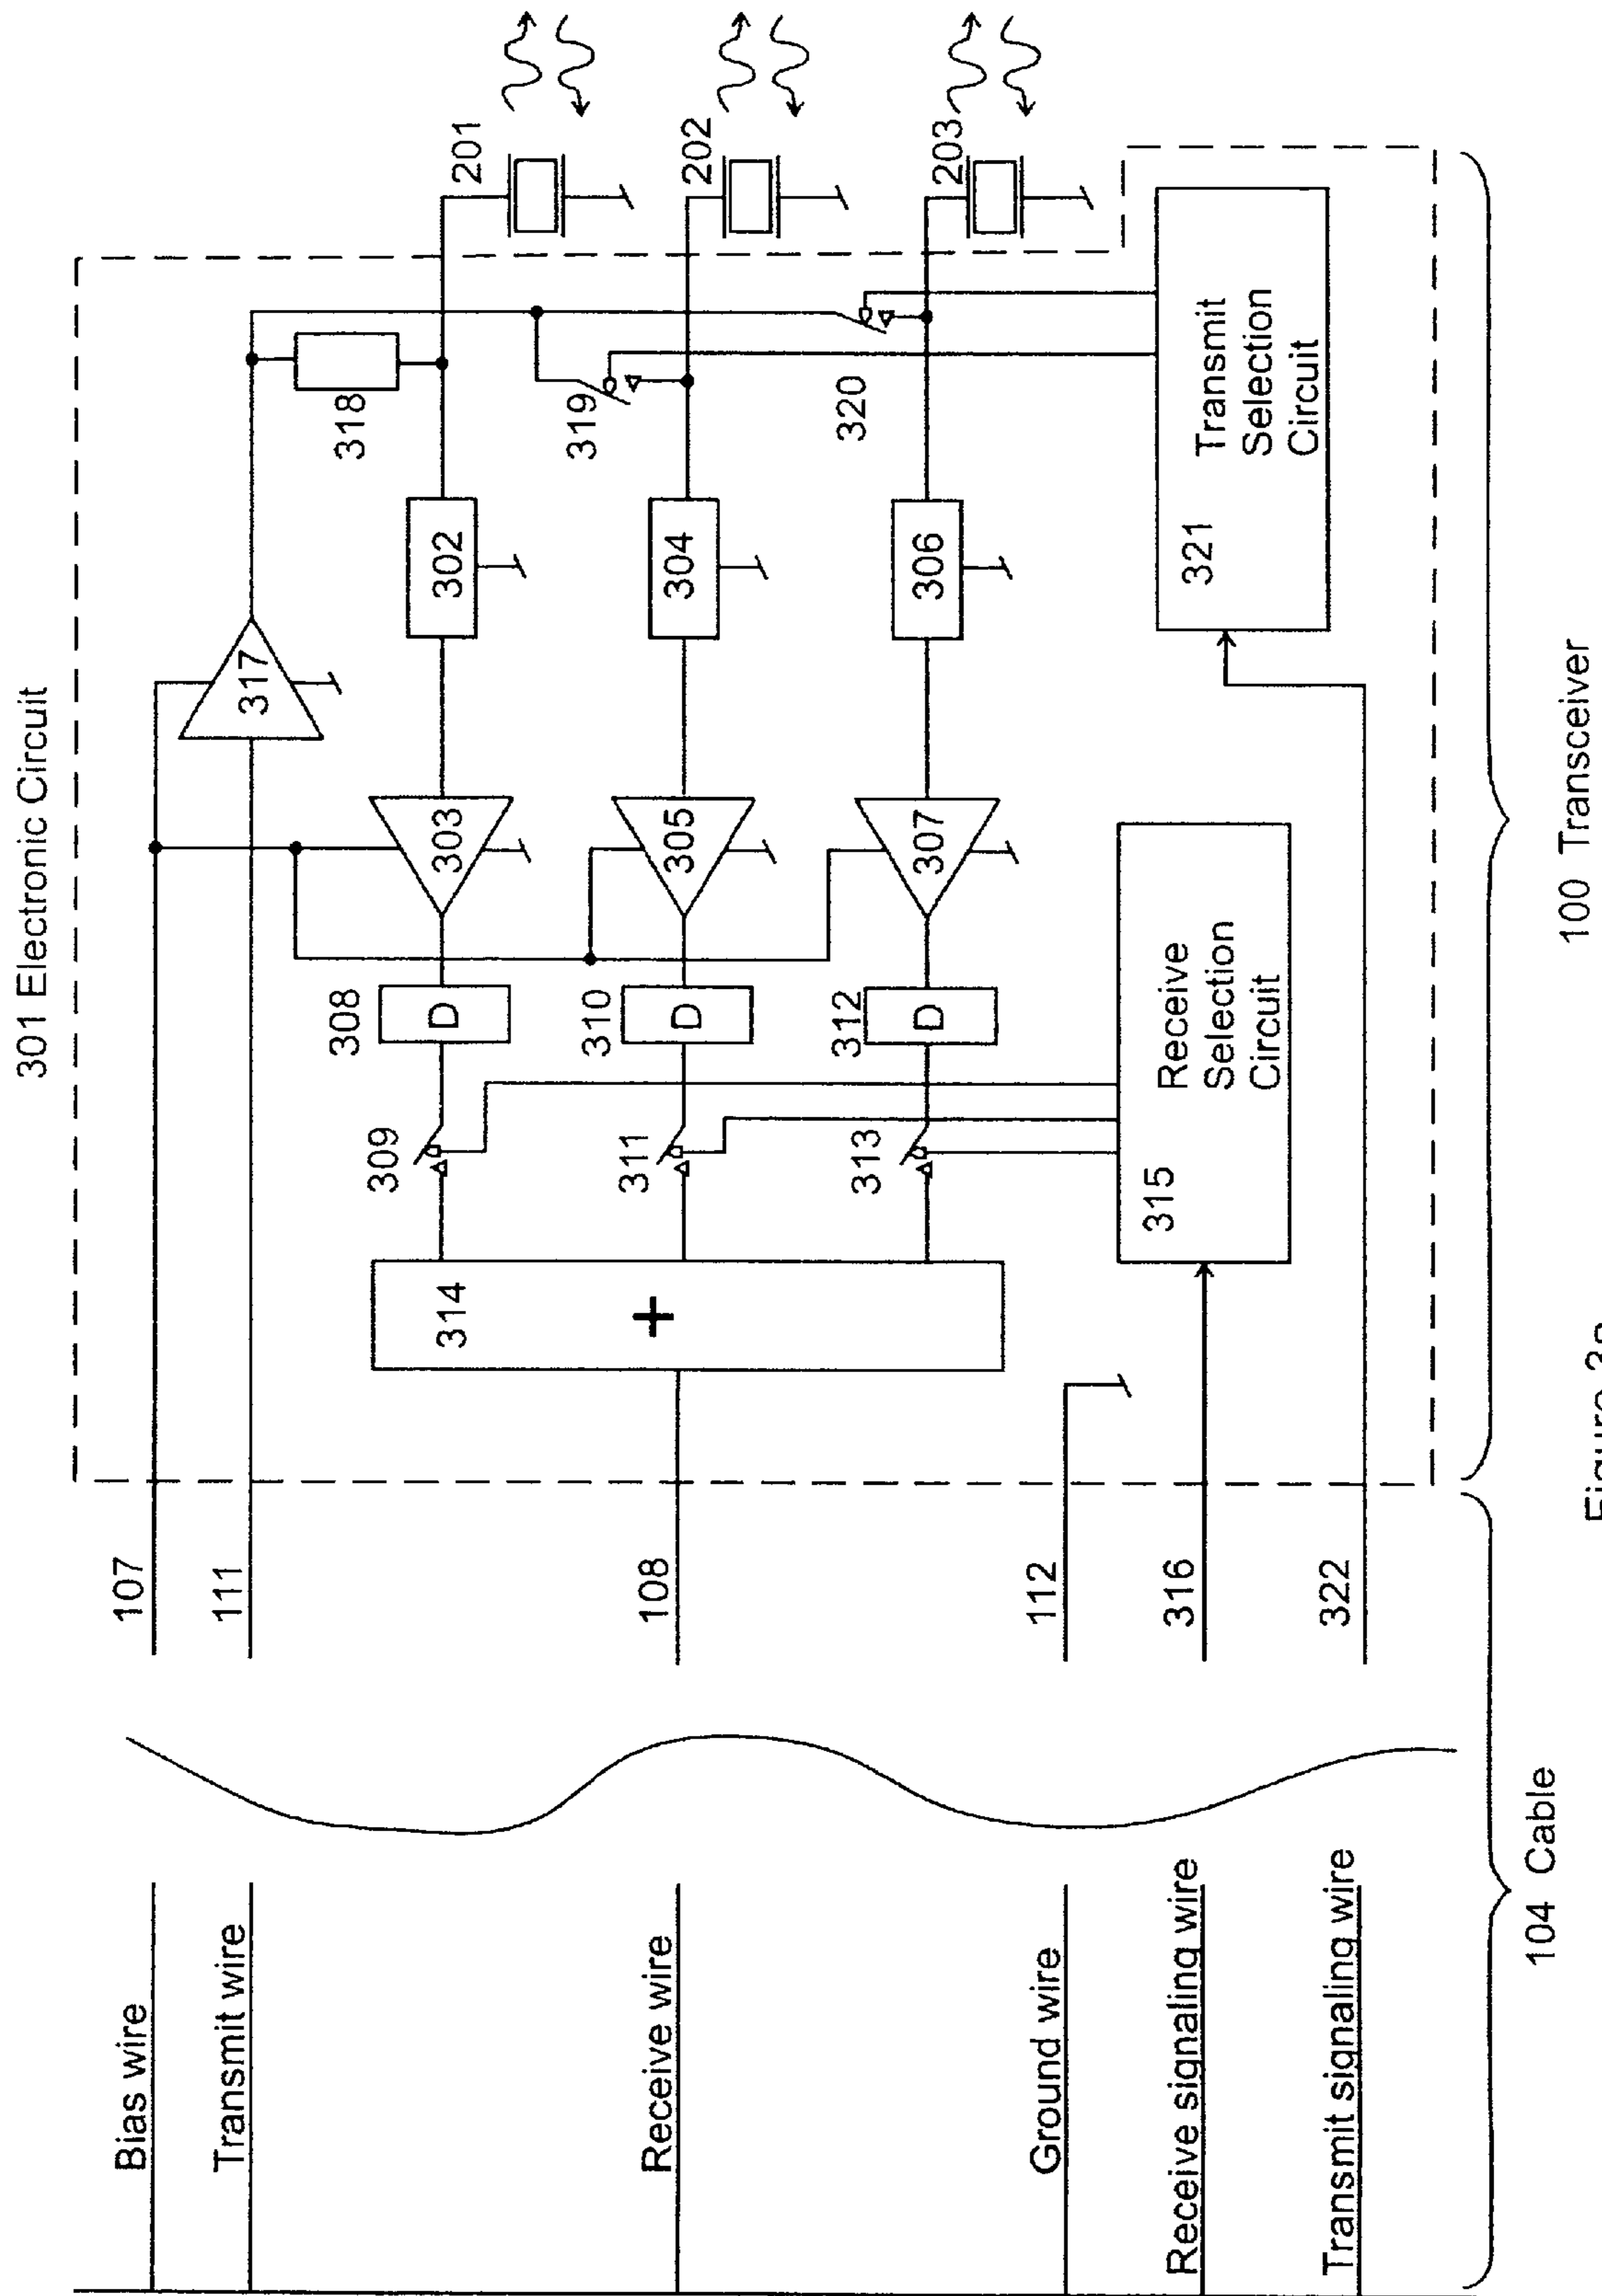 301 Electronic Circuit
107
Bias wire
111
Transmit wire
317
318
201
302
303
308
309
314
+
D
319
202
304
305
310
D
311
108
Receive wire
320
203
306
307
312
D
313
112
Ground wire
321
Transmit
Selection
Circuit
315
Receive
Selection
Circuit
316
Receive signaling wire
322
Transmit signaling wire
104 Cable
100 Transceiver
Figure